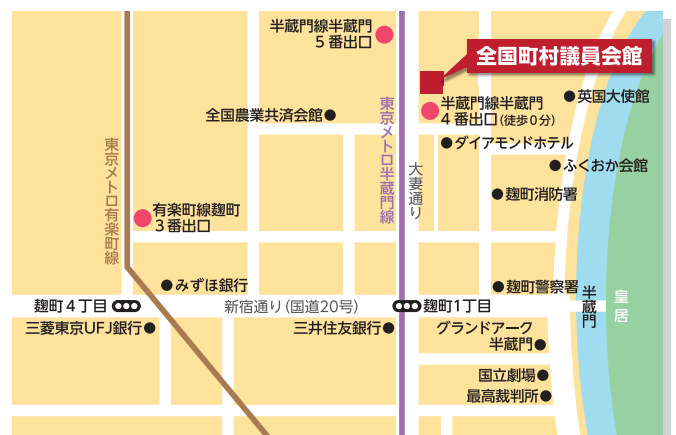 半蔵門線半蔵門
5番出口
全国町村議員会館
英国大使館
半蔵門線半蔵門
4番出口(徒歩0分)
全国農業共済会館
ダイアモンドホテル
ふくおか会館
東京メトロ有楽町線
東京メトロ半蔵門線
大妻通り
麹町消防署
有楽町線麹町
3番出口
みずほ銀行
麹町警察署
半蔵門
皇居
麹町4丁目
新宿通り(国道20号)
麹町1丁目
三菱東京UFJ銀行
三井住友銀行
グランドアーク
半蔵門
国立劇場
最高裁判所